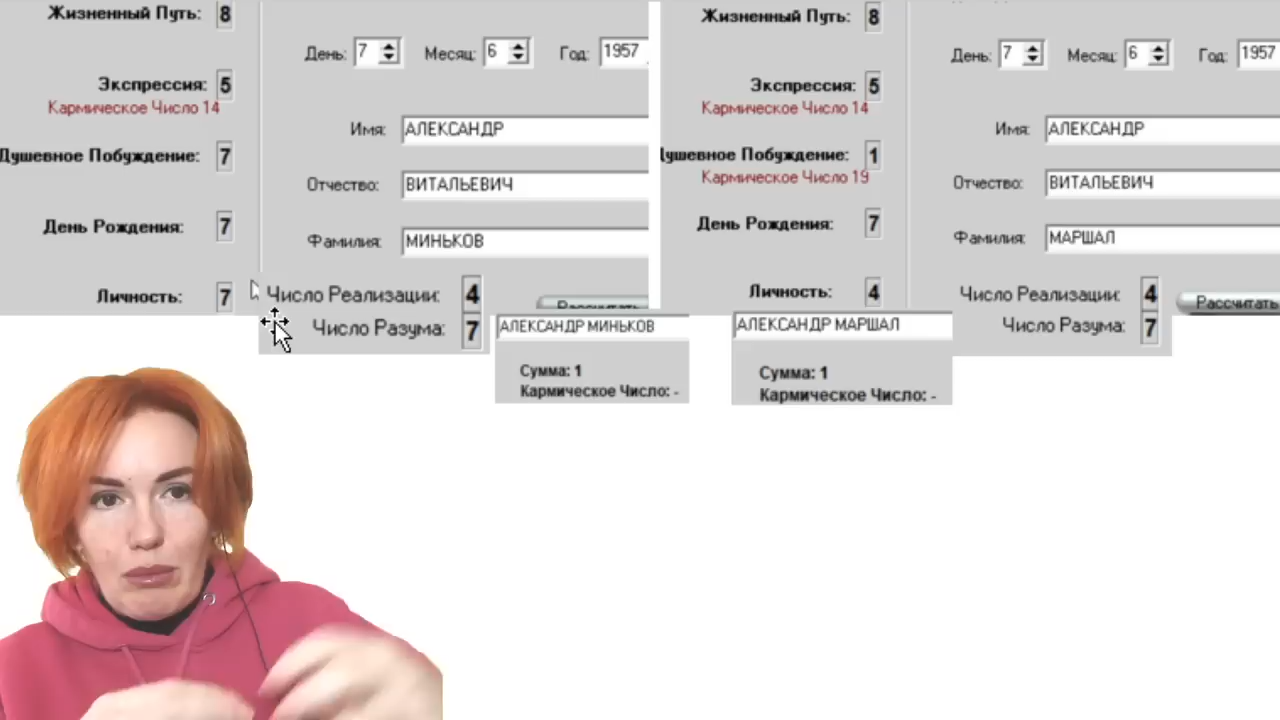 Жизненный Путь: 8
День: 7 Месяц: 6 Год: 1957
Экспрессия: 5
Кармическое Число 14
Имя: АЛЕКСАНДР
Душевное Побуждение: 7
Отчество: ВИТАЛЬЕВИЧ
День Рождения: 7
Фамилия: МИНЬКОВ
Личность: 7
Число Реализации: 4
Рассчитать
Число Разума: 7
АЛЕКСАНДР МИНЬКОВ
Сумма: 1
Кармическое Число: -
Жизненный Путь: 8
День: 7 Месяц: 6 Год: 1957
Экспрессия: 5
Кармическое Число 14
Имя: АЛЕКСАНДР
Душевное Побуждение: 1
Кармическое Число 19
Отчество: ВИТАЛЬЕВИЧ
День Рождения: 7
Фамилия: МАРШАЛ
Личность: 4
Число Реализации: 4
Рассчитать
Число Разума: 7
АЛЕКСАНДР МАРШАЛ
Сумма: 1
Кармическое Число: -